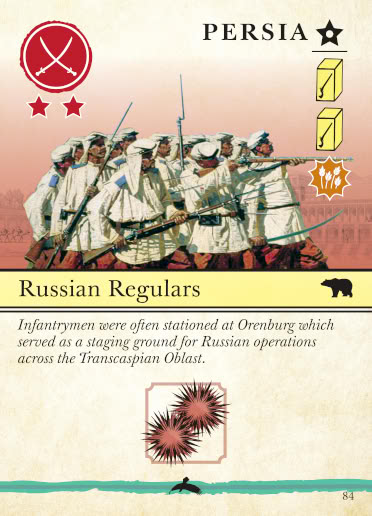 PERSIA
Russian Regulars
Infantrymen were often stationed at Orenburg which
served as a staging ground for Russian operations
across the Transcaspian Oblast.
84